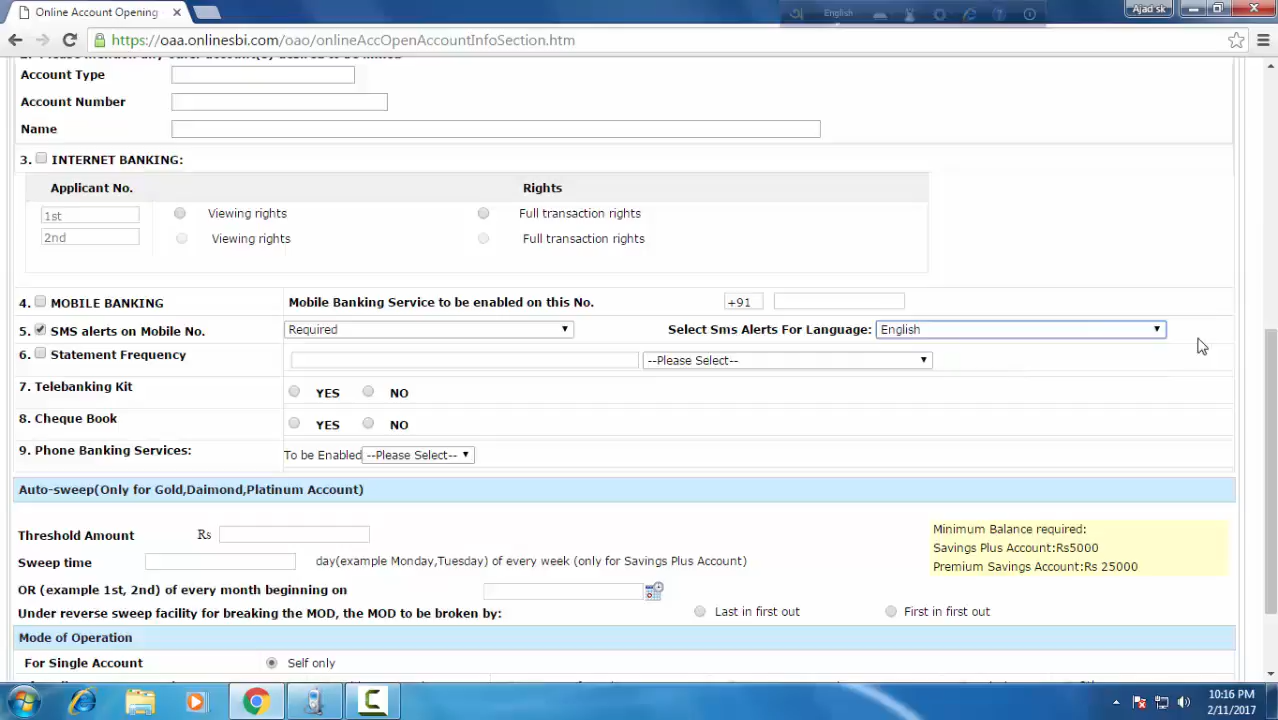 Online Account Opening
English
Ajad sk
https://oaa.onlinesbi.com/oao/onlineAccOpenAccountInfoSection.htm
Account Type
Account Number
Name
3. INTERNET BANKING:
Applicant No. Rights
1st Viewing rights Full transaction rights
2nd Viewing rights Full transaction rights
4. MOBILE BANKING Mobile Banking Service to be enabled on this No. +91
5. SMS alerts on Mobile No. Required Select Sms Alerts For Language: English
6. Statement Frequency --Please Select--
7. Telebanking Kit YES NO
8. Cheque Book YES NO
9. Phone Banking Services: To be Enabled --Please Select--
Auto-sweep(Only for Gold,Daimond,Platinum Account)
Threshold Amount Rs
Minimum Balance required:
Savings Plus Account:Rs5000
Premium Savings Account:Rs 25000
Sweep time day(example Monday,Tuesday) of every week (only for Savings Plus Account)
OR (example 1st, 2nd) of every month beginning on
Under reverse sweep facility for breaking the MOD, the MOD to be broken by: Last in first out First in first out
Mode of Operation
For Single Account Self only
10:16 PM
2/11/2017